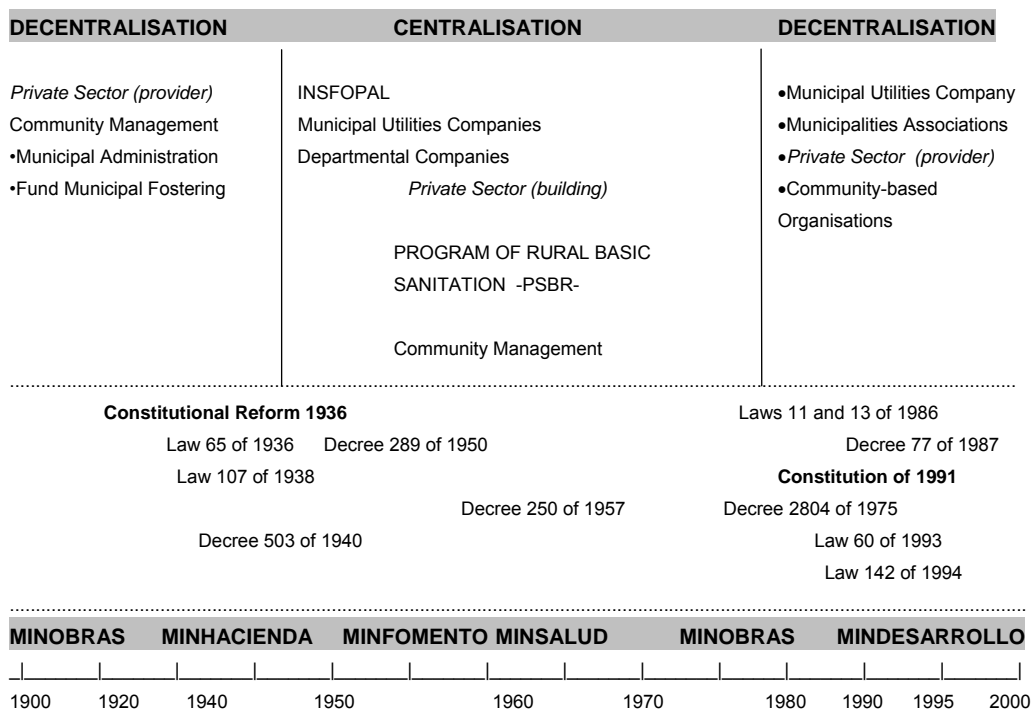 DECENTRALISATION CENTRALISATION DECENTRALISATION
Private Sector (provider) INSFOPAL •Municipal Utilities Company
Community Management Municipal Utilities Companies •Municipalities Associations
•Municipal Administration Departmental Companies •Private Sector (provider)
•Fund Municipal Fostering Private Sector (building) •Community-based
Organisations
PROGRAM OF RURAL BASIC
SANITATION -PSBR-
Community Management
Constitutional Reform 1936 Laws 11 and 13 of 1986
Law 65 of 1936 Decree 289 of 1950 Decree 77 of 1987
Law 107 of 1938 Constitution of 1991
Decree 250 of 1957 Decree 2804 of 1975
Decree 503 of 1940 Law 60 of 1993
Law 142 of 1994
MINOBRAS MINHACIENDA MINFOMENTO MINSALUD MINOBRAS MINDESARROLLO
1900 1920 1940 1950 1960 1970 1980 1990 1995 2000